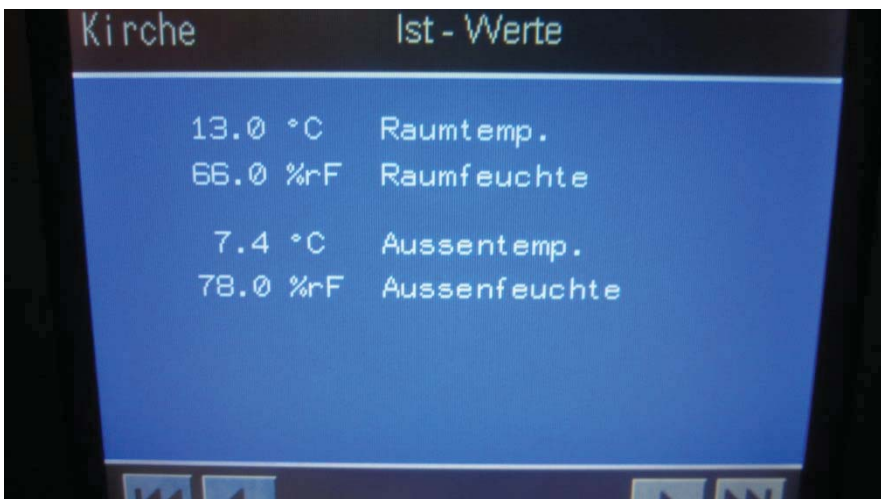 Kirche Ist - Werte
13.0 °C Raumtemp.
66.0 %rF Raumfeuchte
7.4 °C Aussentemp.
78.0 %rF Aussenfeuchte